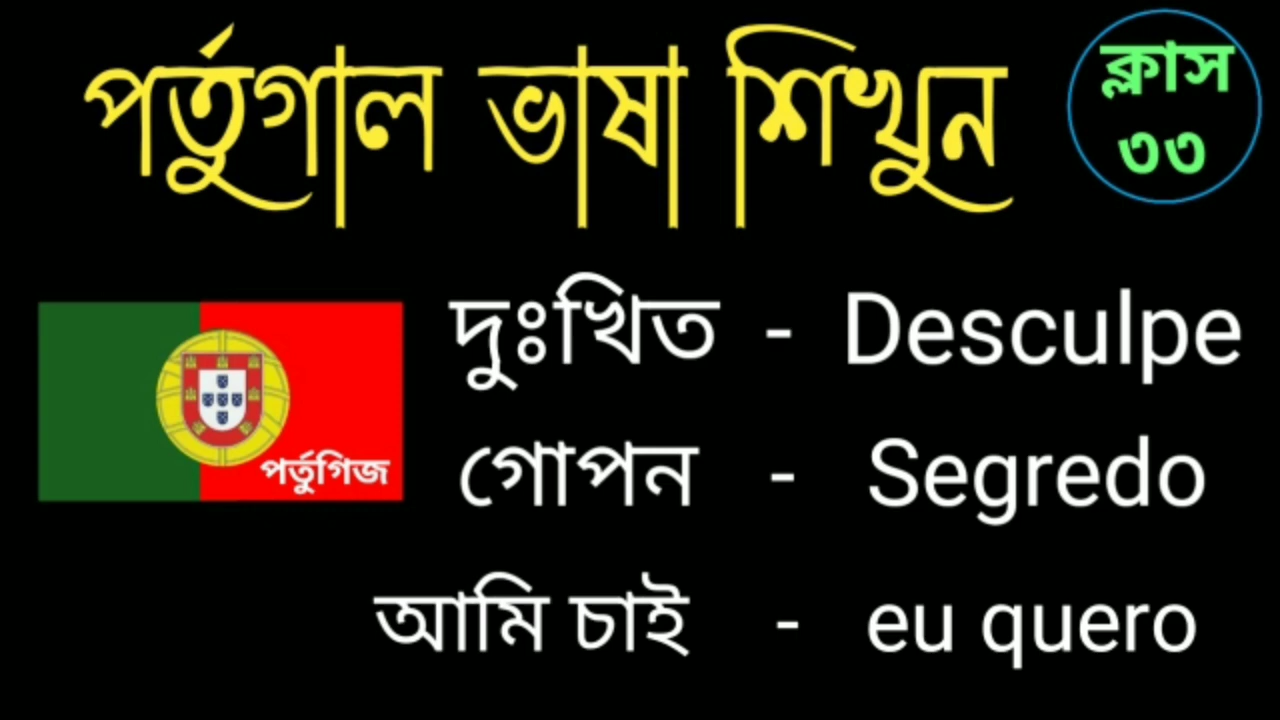 পর্তুগাল ভাষা শিখুন
ক্লাস
৩৩
দুঃখিত - Desculpe
পর্তুগিজ
গোপন - Segredo
আমি চাই - eu quero